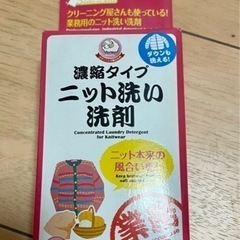 クリーニング屋さんも使っている!
業務用のニット洗い洗剤
ダウンも
洗える!
濃縮タイプ
ニット洗い
洗剤
Concentrated Laundry Detergent
for Knitwear
ニット本来の
風合い
業